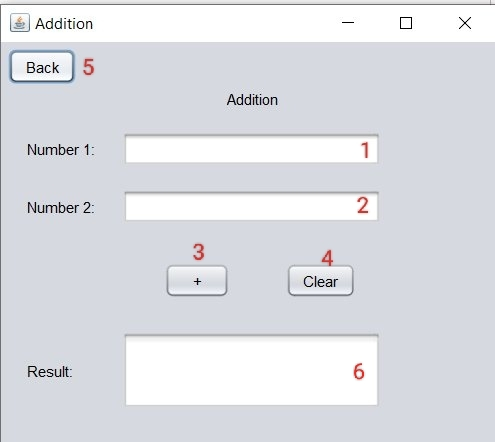 Addition
Back 5
Addition
Number 1: 1
Number 2: 2
3 4
+ Clear
Result: 6